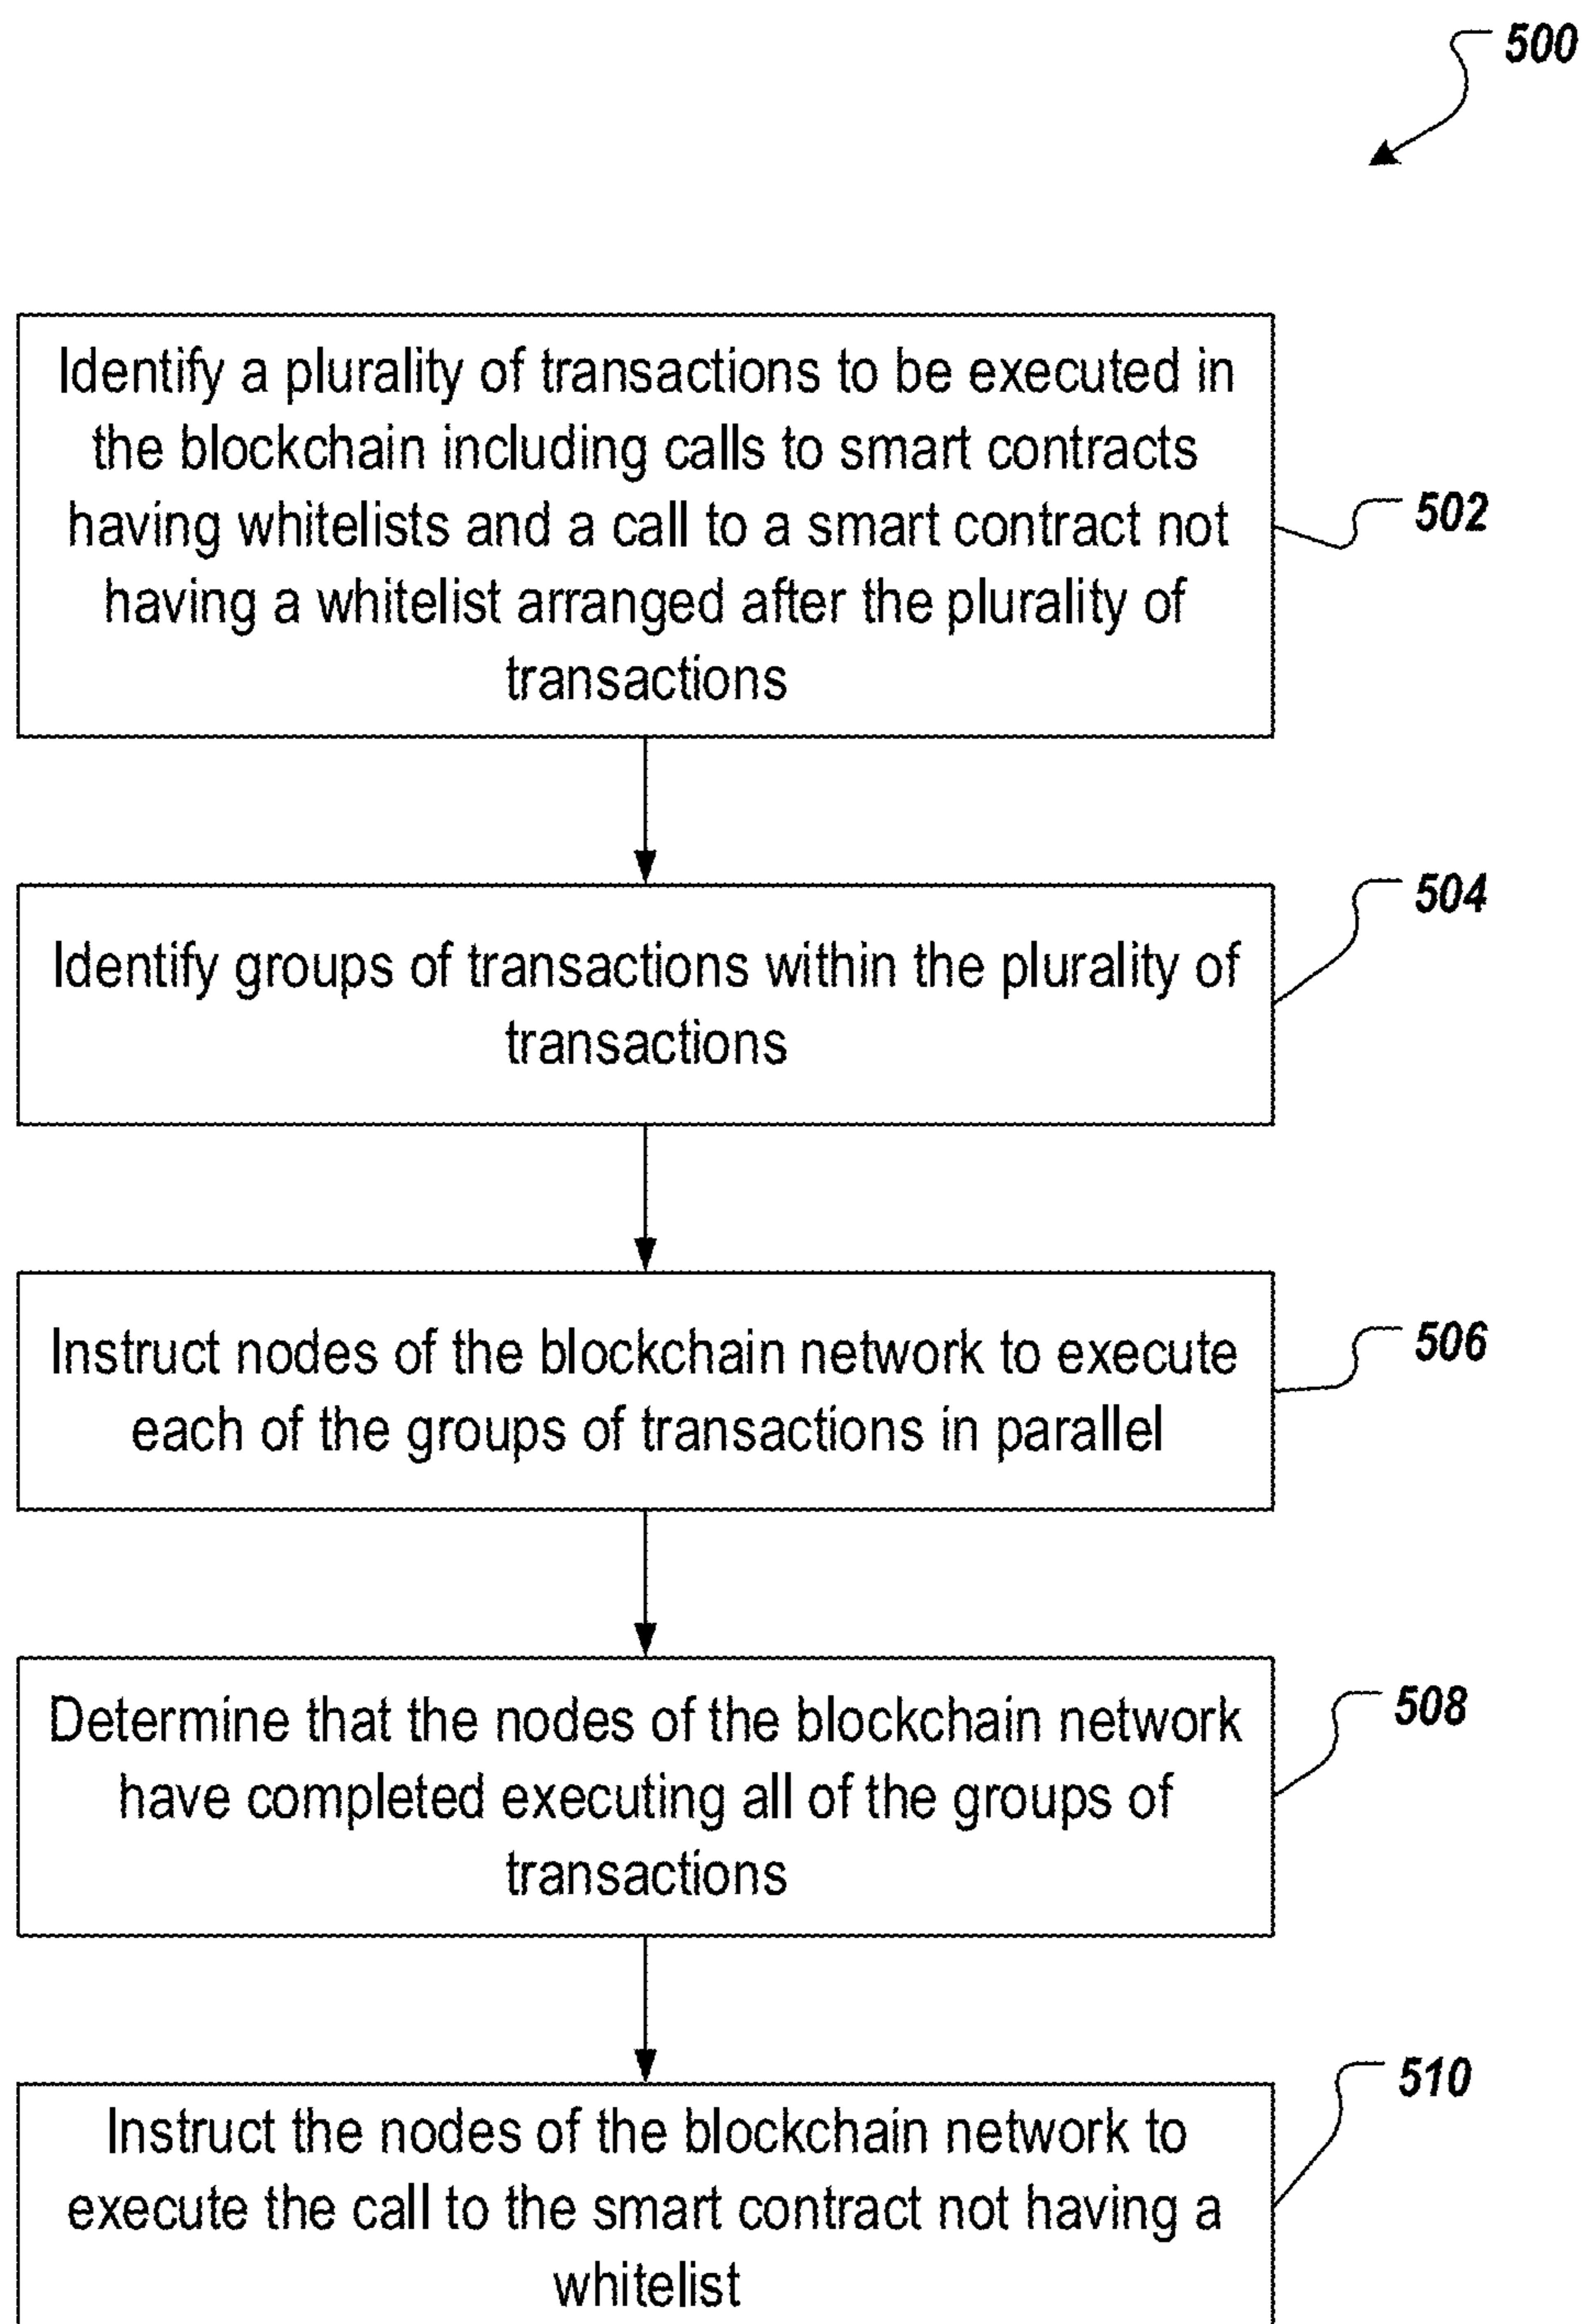 500
Identify a plurality of transactions to be executed in
the blockchain including calls to smart contracts
having whitelists and a call to a smart contract not
having a whitelist arranged after the plurality of
transactions
502
Identify groups of transactions within the plurality of
transactions
504
Instruct nodes of the blockchain network to execute
each of the groups of transactions in parallel
506
Determine that the nodes of the blockchain network
have completed executing all of the groups of
transactions
508
Instruct the nodes of the blockchain network to
execute the call to the smart contract not having a
whitelist
510